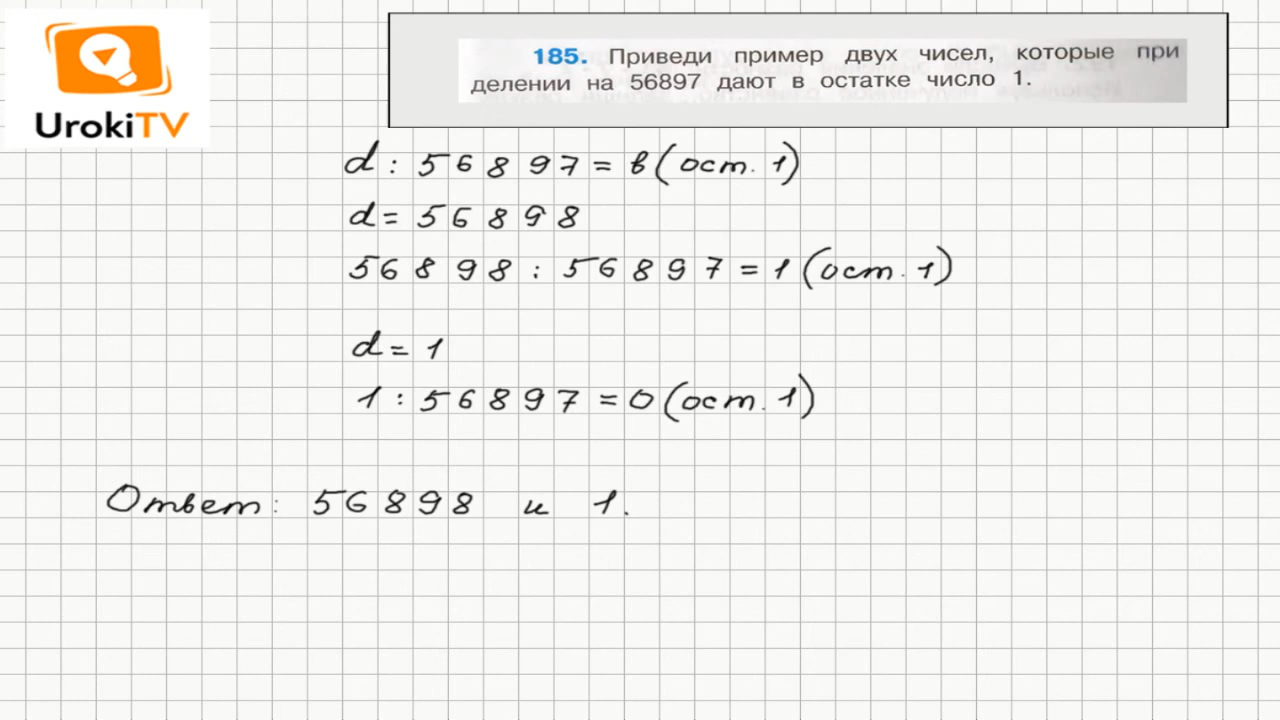 UrokiTV
185. Приведи пример двух чисел, которые при
делении на 56897 дают в остатке число 1.
d : 56897 = в (ост. 1)
d = 56898
56898 : 56897 = 1 (ост. 1)
d = 1
1 : 56897 = 0 (ост. 1)
Ответ: 56898 и 1.